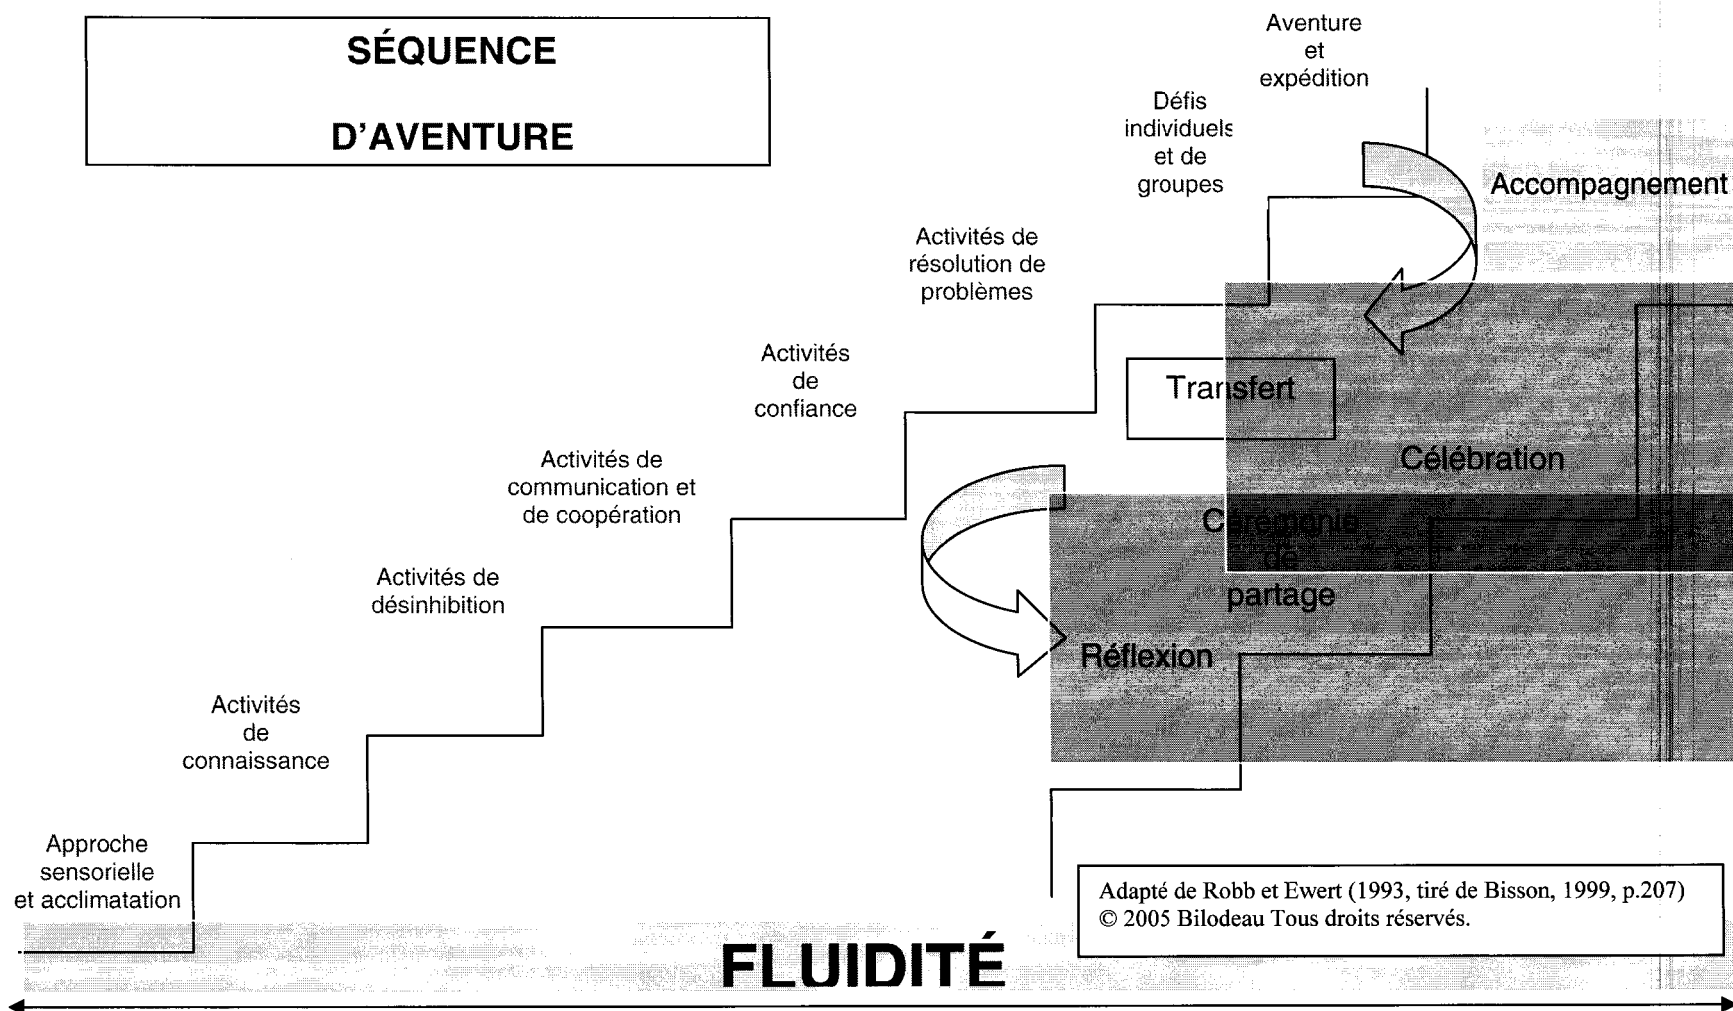 SÉQUENCE
D'AVENTURE
Aventure
et
expédition
Défis
individuels
et de
groupes
Accompagnement
Activités de
résolution de
problèmes
Activités
de
confiance
Transfert
Célébration
Activités de
communication et
de coopération
Cérémonie
de
partage
Activités de
désinhibition
Réflexion
Activités
de
connaissance
Approche
sensorielle
et acclimatation
Adapté de Robb et Ewert (1993, tiré de Bisson, 1999, p.207)
© 2005 Bilodeau Tous droits réservés.
FLUIDITÉ